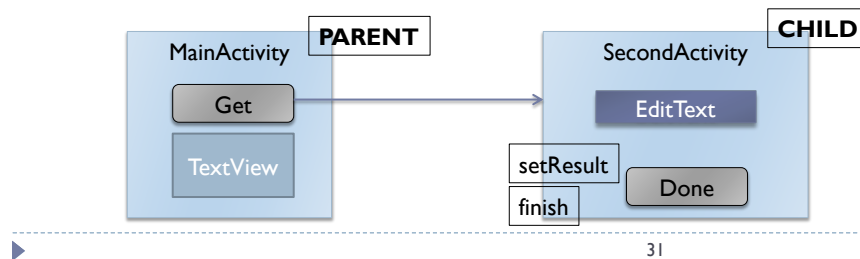 PARENT
MainActivity
Get
TextView
CHILD
SecondActivity
EditText
setResult
Done
finish
31